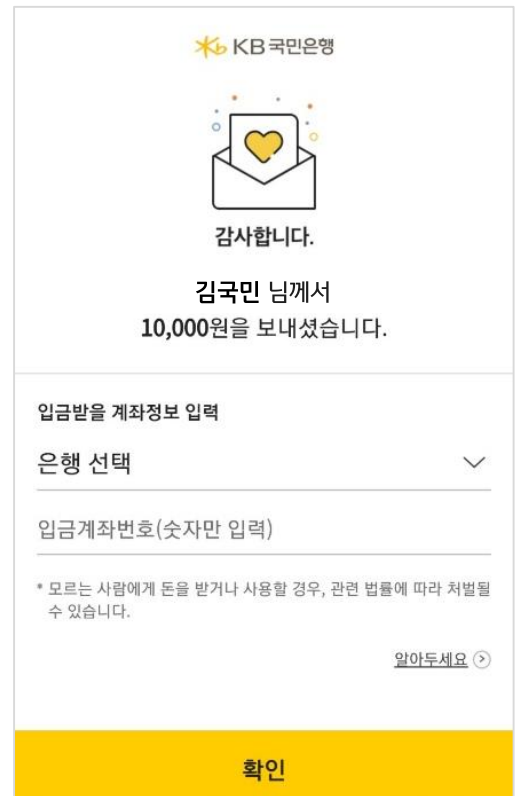 KB국민은행
감사합니다.
김국민 님께서
10,000원을 보내셨습니다.
입금받을 계좌정보 입력
은행 선택
입금계좌번호(숫자만 입력)
* 모르는 사람에게 돈을 받거나 사용할 경우, 관련 법률에 따라 처벌될
수 있습니다.
알아두세요
확인